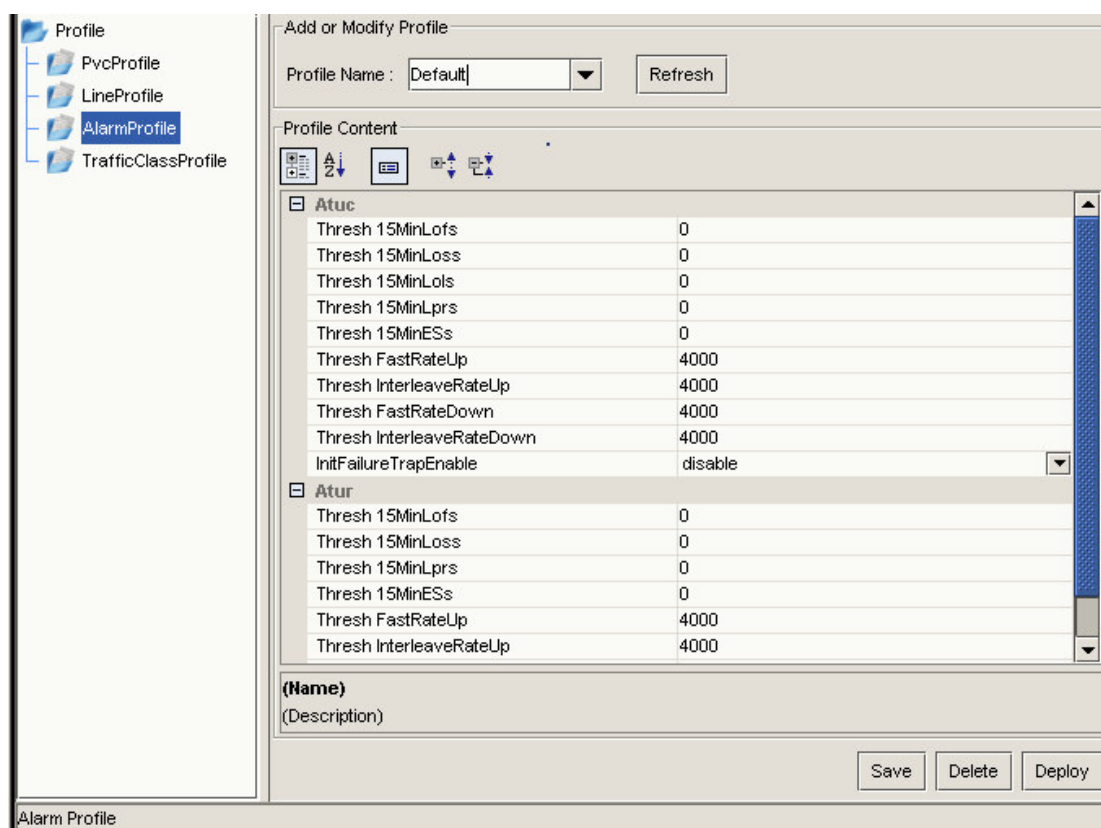 Profile
PvcProfile
LineProfile
AlarmProfile
TrafficClassProfile
Add or Modify Profile
Profile Name : Default
Refresh
Profile Content
Atuc
Thresh 15MinLofs 0
Thresh 15MinLoss 0
Thresh 15MinLols 0
Thresh 15MinLprs 0
Thresh 15MinESs 0
Thresh FastRateUp 4000
Thresh InterleaveRateUp 4000
Thresh FastRateDown 4000
Thresh InterleaveRateDown 4000
InitFailureTrapEnable disable
Atur
Thresh 15MinLofs 0
Thresh 15MinLoss 0
Thresh 15MinLprs 0
Thresh 15MinESs 0
Thresh FastRateUp 4000
Thresh InterleaveRateUp 4000
(Name)
(Description)
Save Delete Deploy
Alarm Profile